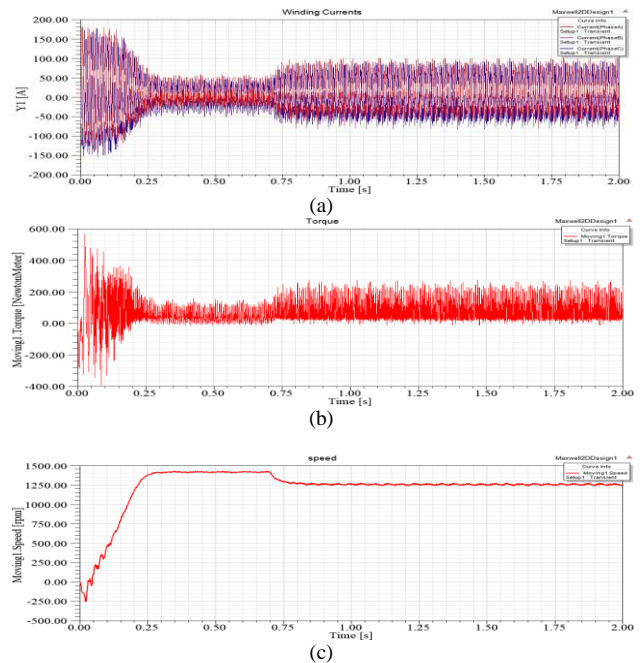 Winding Currents
Maxwell2DDesign1
Curve Info
Current(PhaseA)
Setup1 : Transient
Current(PhaseB)
Setup1 : Transient
Current(PhaseC)
Setup1 : Transient
Y1 [A]
200.00
150.00
100.00
50.00
0.00
-50.00
-100.00
-150.00
-200.00
0.00 0.25 0.50 0.75 1.00 1.25 1.50 1.75 2.00
Time [s]
(a)
Torque
Maxwell2DDesign1
Curve Info
Moving1.Torque
Setup1 : Transient
Moving1.Torque [NewtonMeter]
600.00
400.00
200.00
0.00
-200.00
-400.00
0.00 0.25 0.50 0.75 1.00 1.25 1.50 1.75 2.00
Time [s]
(b)
speed
Maxwell2DDesign1
Curve Info
Moving1.Speed
Setup1 : Transient
Moving1.Speed [rpm]
1500.00
1250.00
1000.00
750.00
500.00
250.00
0.00
-250.00
-500.00
0.00 0.25 0.50 0.75 1.00 1.25 1.50 1.75 2.00
Time [s]
(c)